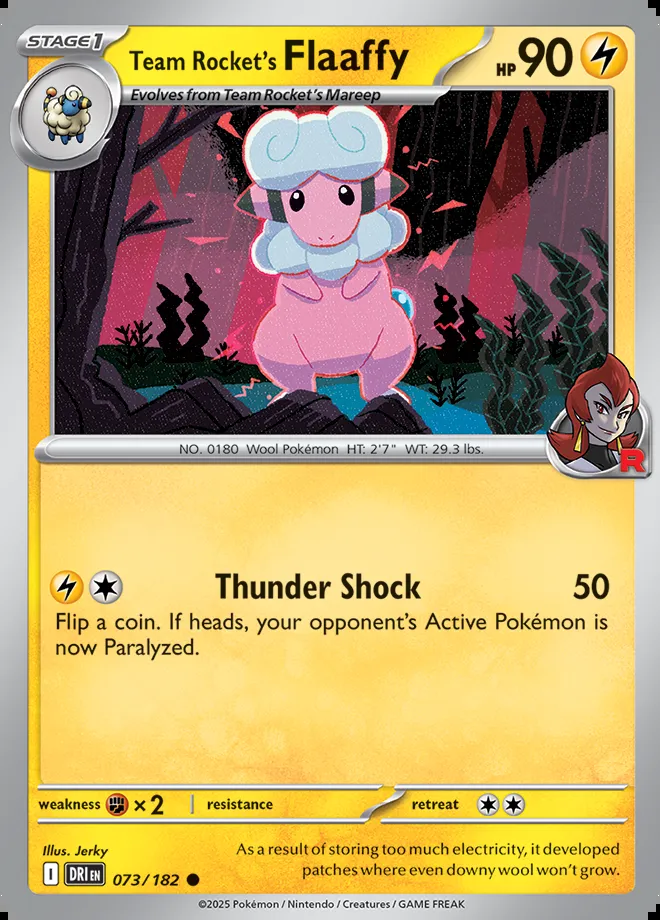 STAGE1
Team Rocket's Flaaffy
HP 90
Evolves from Team Rocket's Mareep
NO. 0180 Wool Pokémon HT: 2'7" WT: 29.3 lbs.
R
Thunder Shock 50
Flip a coin. If heads, your opponent's Active Pokémon is
now Paralyzed.
weakness ×2 resistance retreat
Illus. Jerky
As a result of storing too much electricity, it developed
patches where even downy wool won't grow.
I DRI EN 073/182
©2025 Pokémon / Nintendo / Creatures / GAME FREAK